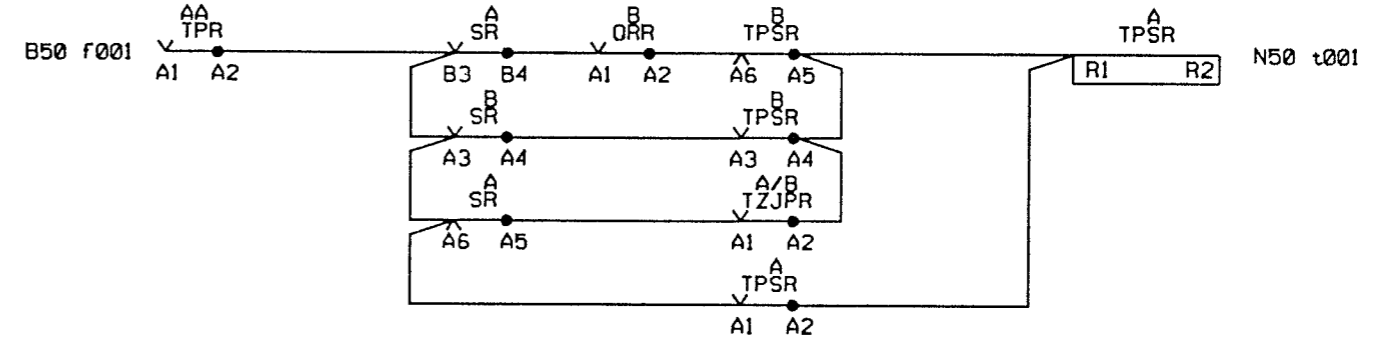 AA A B B A
TPR SR ORR TPSR TPSR
B50 f001 N50 t001
A1 A2 B3 B4 A1 A2 A6 A5 R1 R2
B B
SR TPSR
A3 A4 A3 A4
A A/B
SR TZJPR
A6 A5 A1 A2
A
TPSR
A1 A2